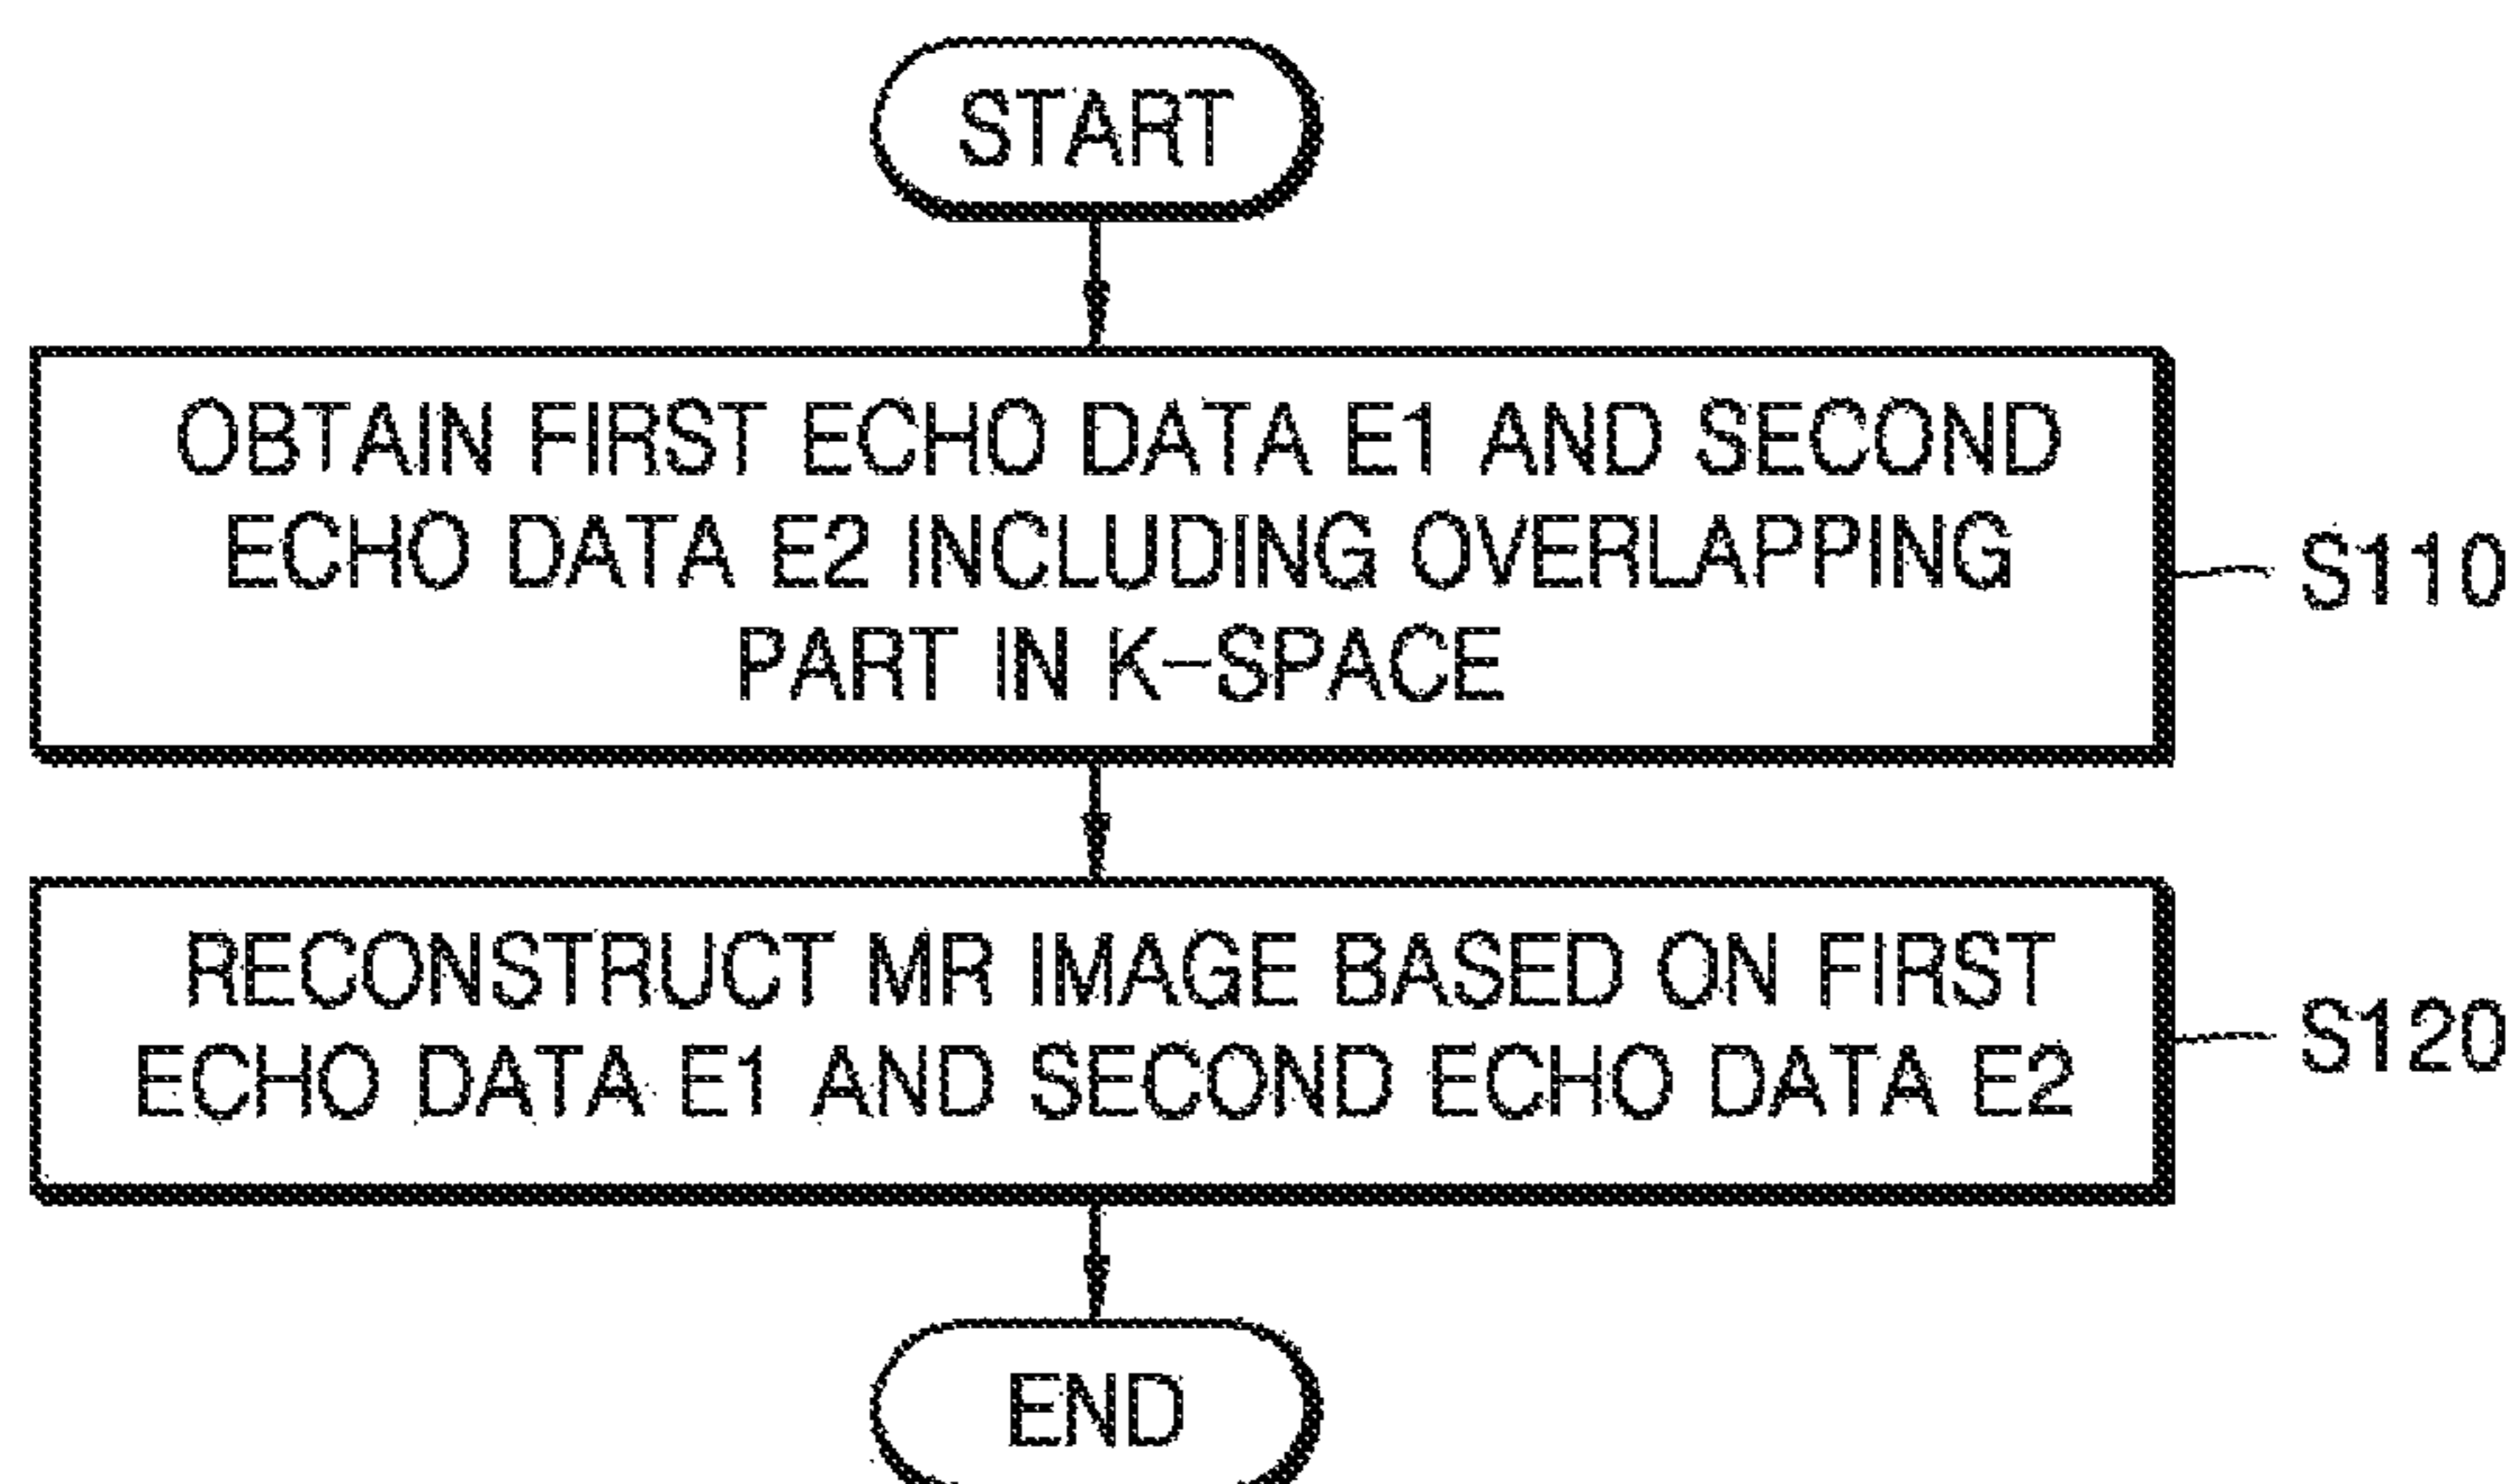 START
OBTAIN FIRST ECHO DATA E1 AND SECOND
ECHO DATA E2 INCLUDING OVERLAPPING
PART IN K-SPACE
S110
RECONSTRUCT MR IMAGE BASED ON FIRST
ECHO DATA E1 AND SECOND ECHO DATA E2
S120
END